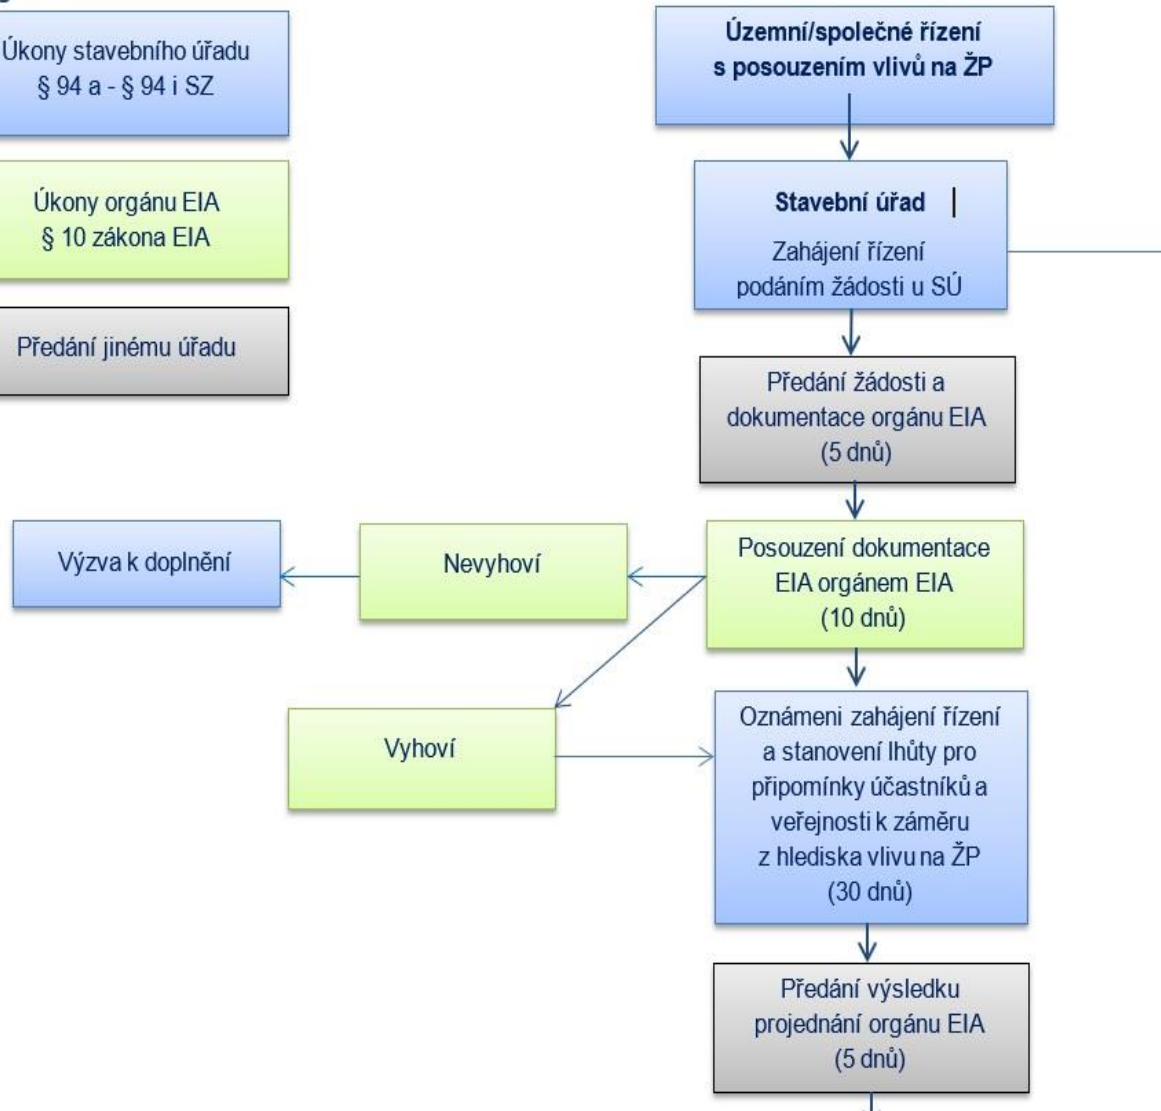 Úkony stavebního úřadu
§ 94 a - § 94 i SZ
Úkony orgánu EIA
§ 10 zákona EIA
Předání jinému úřadu
Územní/společné řízení
s posouzením vlivů na ŽP
Stavební úřad
Zahájení řízení
podáním žádosti u SÚ
Předání žádosti a
dokumentace orgánu EIA
(5 dnů)
Posouzení dokumentace
EIA orgánem EIA
(10 dnů)
Nevyhoví
Výzva k doplnění
Vyhoví
Oznámeni zahájení řízení
a stanovení lhůty pro
připomínky účastníků a
veřejnosti k záměru
z hlediska vlivu na ŽP
(30 dnů)
Předání výsledku
projednání orgánu EIA
(5 dnů)